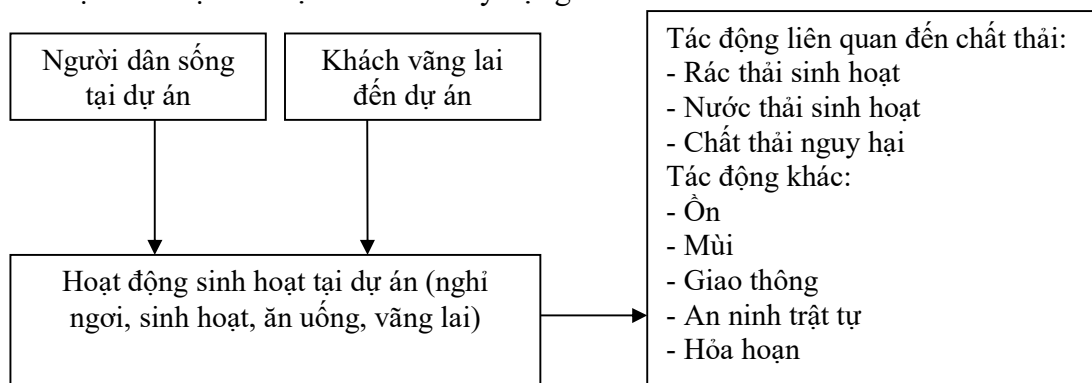 Người dân sống
tại dự án
Khách vãng lai
đến dự án
Hoạt động sinh hoạt tại dự án (nghỉ
ngơi, sinh hoạt, ăn uống, vãng lai)
Tác động liên quan đến chất thải:
- Rác thải sinh hoạt
- Nước thải sinh hoạt
- Chất thải nguy hại
Tác động khác:
- Ồn
- Mùi
- Giao thông
- An ninh trật tự
- Hỏa hoạn